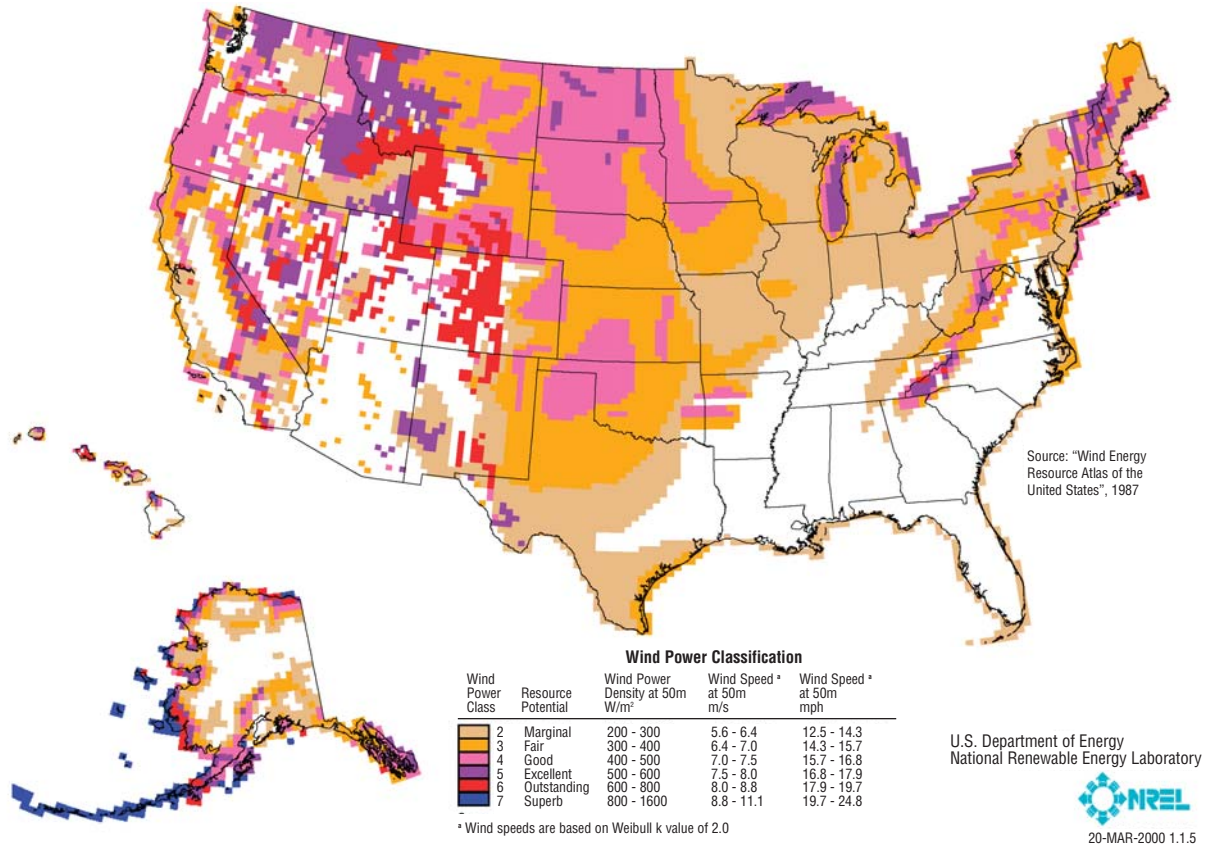 Source: “Wind Energy
Resource Atlas of the
United States”, 1987
Wind Power Classification
Wind Power Class Resource Potential Wind Power Density at 50m W/m² Wind Speed ª at 50m m/s Wind Speed ª at 50m mph
2 Marginal 200 - 300 5.6 - 6.4 12.5 - 14.3
3 Fair 300 - 400 6.4 - 7.0 14.3 - 15.7
4 Good 400 - 500 7.0 - 7.5 15.7 - 16.8
5 Excellent 500 - 600 7.5 - 8.0 16.8 - 17.9
6 Outstanding 600 - 800 8.0 - 8.8 17.9 - 19.7
7 Superb 800 - 1600 8.8 - 11.1 19.7 - 24.8
ª Wind speeds are based on Weibull k value of 2.0
U.S. Department of Energy
National Renewable Energy Laboratory
NREL
20-MAR-2000 1.1.5